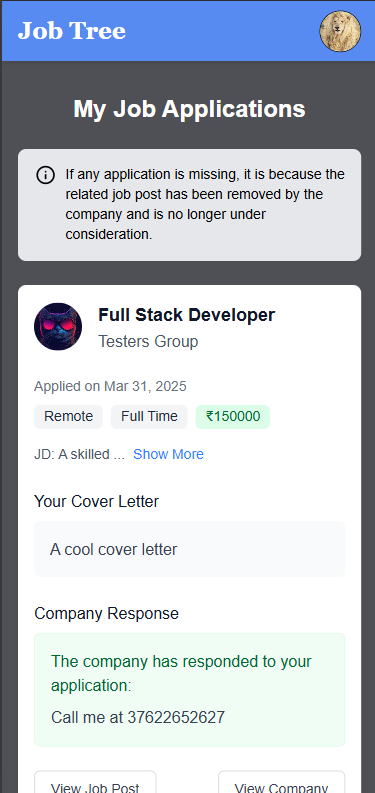 Job Tree
My Job Applications
If any application is missing, it is because the
related job post has been removed by the
company and is no longer under
consideration.
Full Stack Developer
Testers Group
Applied on Mar 31, 2025
Remote Full Time ₹150000
JD: A skilled ... Show More
Your Cover Letter
A cool cover letter
Company Response
The company has responded to your
application:
Call me at 37622652627
View Job Post View Company